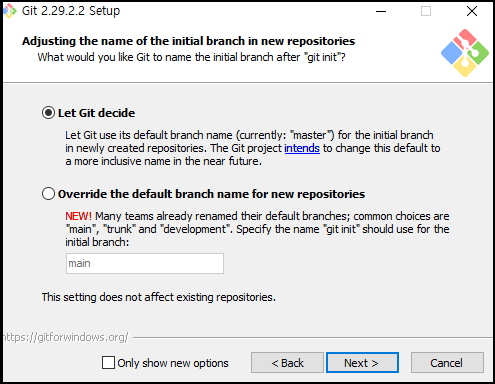 Git 2.29.2.2 Setup
Adjusting the name of the initial branch in new repositories
What would you like Git to name the initial branch after "git init"?
Let Git decide
Let Git use its default branch name (currently: "master") for the initial branch
in newly created repositories. The Git project intends to change this default to
a more inclusive name in the near future.
Override the default branch name for new repositories
NEW! Many teams already renamed their default branches; common choices are
"main", "trunk" and "development". Specify the name "git init" should use for the
initial branch:
main
This setting does not affect existing repositories.
https://gitforwindows.org/
Only show new options
< Back
Next >
Cancel